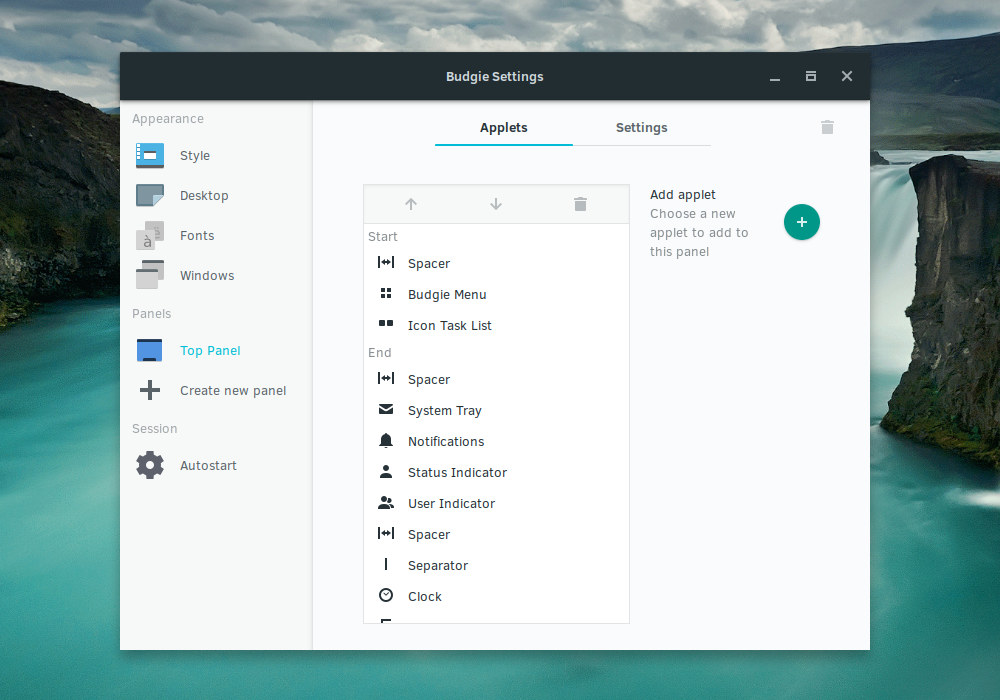 Budgie Settings
Appearance
Style
Desktop
Fonts
Windows
Panels
Top Panel
Create new panel
Session
Autostart
Applets
Settings
Start
Spacer
Budgie Menu
Icon Task List
End
Spacer
System Tray
Notifications
Status Indicator
User Indicator
Spacer
Separator
Clock
Add applet
Choose a new
applet to add to
this panel